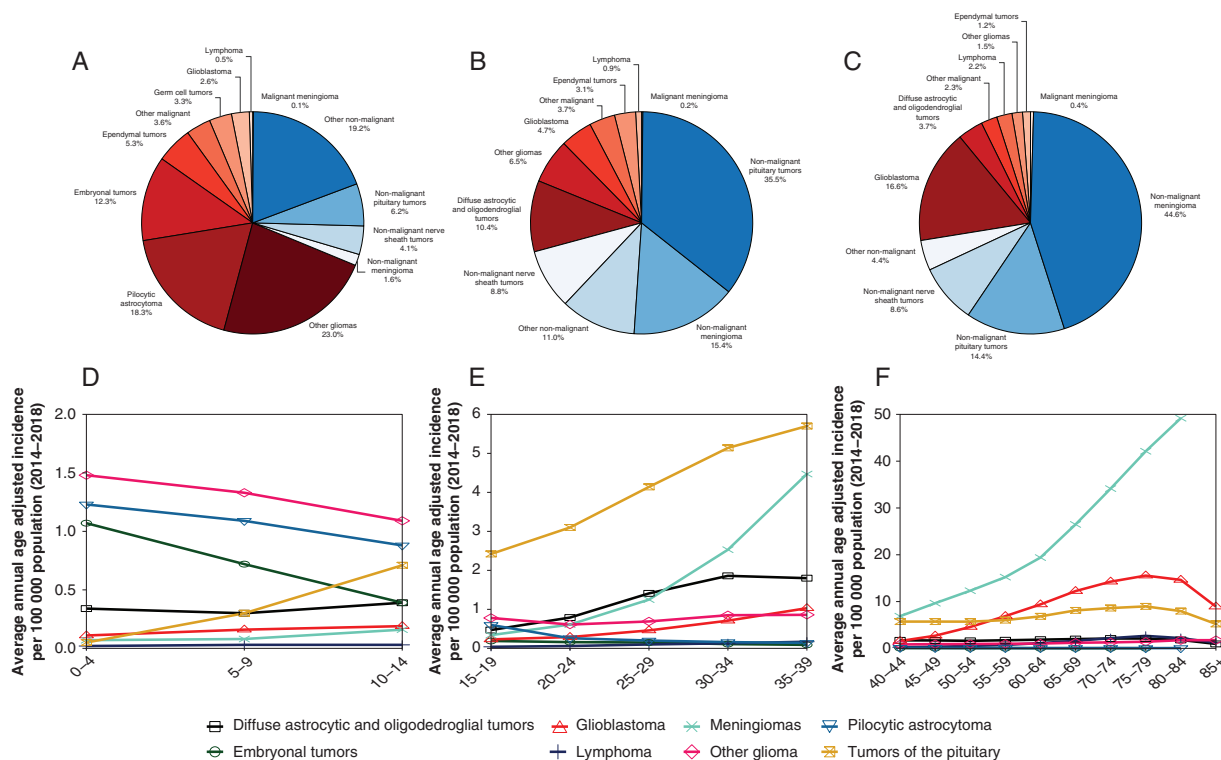 A
Lymphoma
0.5%
Glioblastoma
2.6%
Germ cell tumors
3.3%
Other malignant
3.6%
Ependymal tumors
5.3%
Embryonal tumors
12.3%
Pilocytic
astrocytoma
18.3%
Malignant meningioma
0.1%
Other non-malignant
19.2%
Non-malignant
pituitary tumors
6.2%
Non-malignant nerve
sheath tumors
4.1%
Non-malignant
meningioma
1.6%
Other gliomas
23.0%
B
Lymphoma
0.9%
Ependymal tumors
3.1%
Other malignant
3.7%
Glioblastoma
4.7%
Other gliomas
6.5%
Diffuse astrocytic
and oligodendroglial
tumors
10.4%
Non-malignant nerve
sheath tumors
8.8%
Other non-malignant
11.0%
Malignant meningioma
0.2%
Non-malignant
pituitary tumors
35.5%
Non-malignant
meningioma
15.4%
C
Ependymal tumors
1.2%
Other gliomas
1.5%
Lymphoma
2.2%
Other malignant
2.3%
Diffuse astrocytic and
oligodendroglial
tumors
3.7%
Glioblastoma
16.6%
Other non-malignant
4.4%
Non-malignant nerve
sheath tumors
8.6%
Non-malignant
pituitary tumors
14.4%
Malignant meningioma
0.4%
Non-malignant
meningioma
44.6%
D
Average annual age adjusted incidence
per 100 000 population (2014–2018)
2.0
1.5
1.0
0.5
0.0
0–4
5–9
10–14
E
Average annual age adjusted incidence
per 100 000 population (2014–2018)
6
5
4
3
2
1
0
15–19
20–24
25–29
30–34
35–39
F
Average annual age adjusted incidence
per 100 000 population (2014–2018)
50
40
30
20
10
0
40–44
45–49
50–54
55–59
60–64
65–69
70–74
75–79
80–84
85+
Diffuse astrocytic and oligodedroglial tumors
Glioblastoma
Meningiomas
Pilocytic astrocytoma
Embryonal tumors
Lymphoma
Other glioma
Tumors of the pituitary